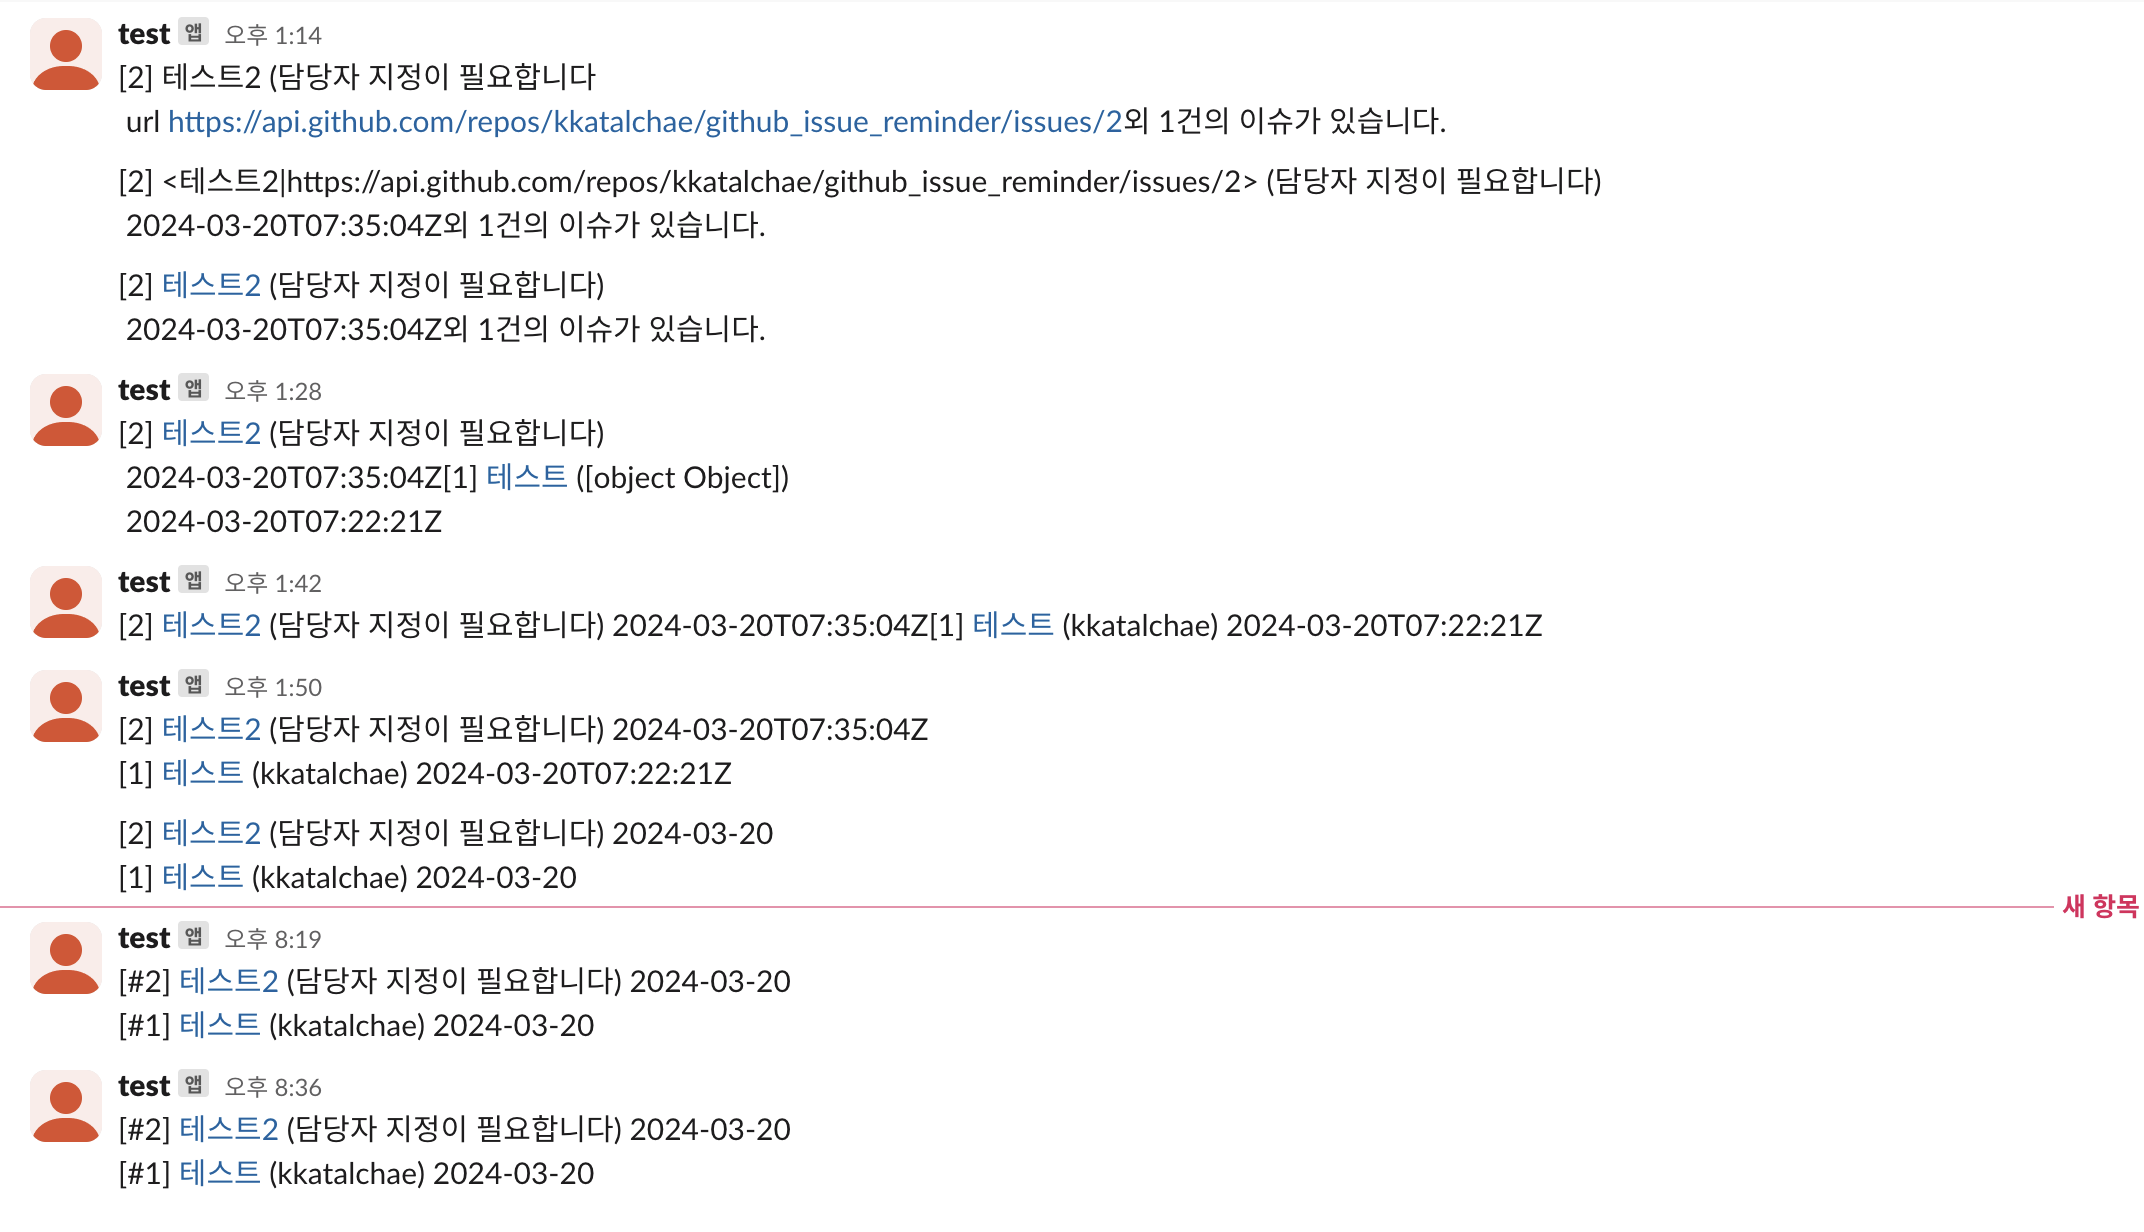 test 앱 오후 1:14
[2] 테스트2 (담당자 지정이 필요합니다
url https://api.github.com/repos/kkatalchae/github_issue_reminder/issues/2외 1건의 이슈가 있습니다.
[2] <테스트2|https://api.github.com/repos/kkatalchae/github_issue_reminder/issues/2> (담당자 지정이 필요합니다)
2024-03-20T07:35:04Z외 1건의 이슈가 있습니다.
[2] 테스트2 (담당자 지정이 필요합니다)
2024-03-20T07:35:04Z외 1건의 이슈가 있습니다.
test 앱 오후 1:28
[2] 테스트2 (담당자 지정이 필요합니다)
2024-03-20T07:35:04Z[1] 테스트 ([object Object])
2024-03-20T07:22:21Z
test 앱 오후 1:42
[2] 테스트2 (담당자 지정이 필요합니다) 2024-03-20T07:35:04Z[1] 테스트 (kkatalchae) 2024-03-20T07:22:21Z
test 앱 오후 1:50
[2] 테스트2 (담당자 지정이 필요합니다) 2024-03-20T07:35:04Z
[1] 테스트 (kkatalchae) 2024-03-20T07:22:21Z
[2] 테스트2 (담당자 지정이 필요합니다) 2024-03-20
[1] 테스트 (kkatalchae) 2024-03-20
새 항목
test 앱 오후 8:19
[#2] 테스트2 (담당자 지정이 필요합니다) 2024-03-20
[#1] 테스트 (kkatalchae) 2024-03-20
test 앱 오후 8:36
[#2] 테스트2 (담당자 지정이 필요합니다) 2024-03-20
[#1] 테스트 (kkatalchae) 2024-03-20